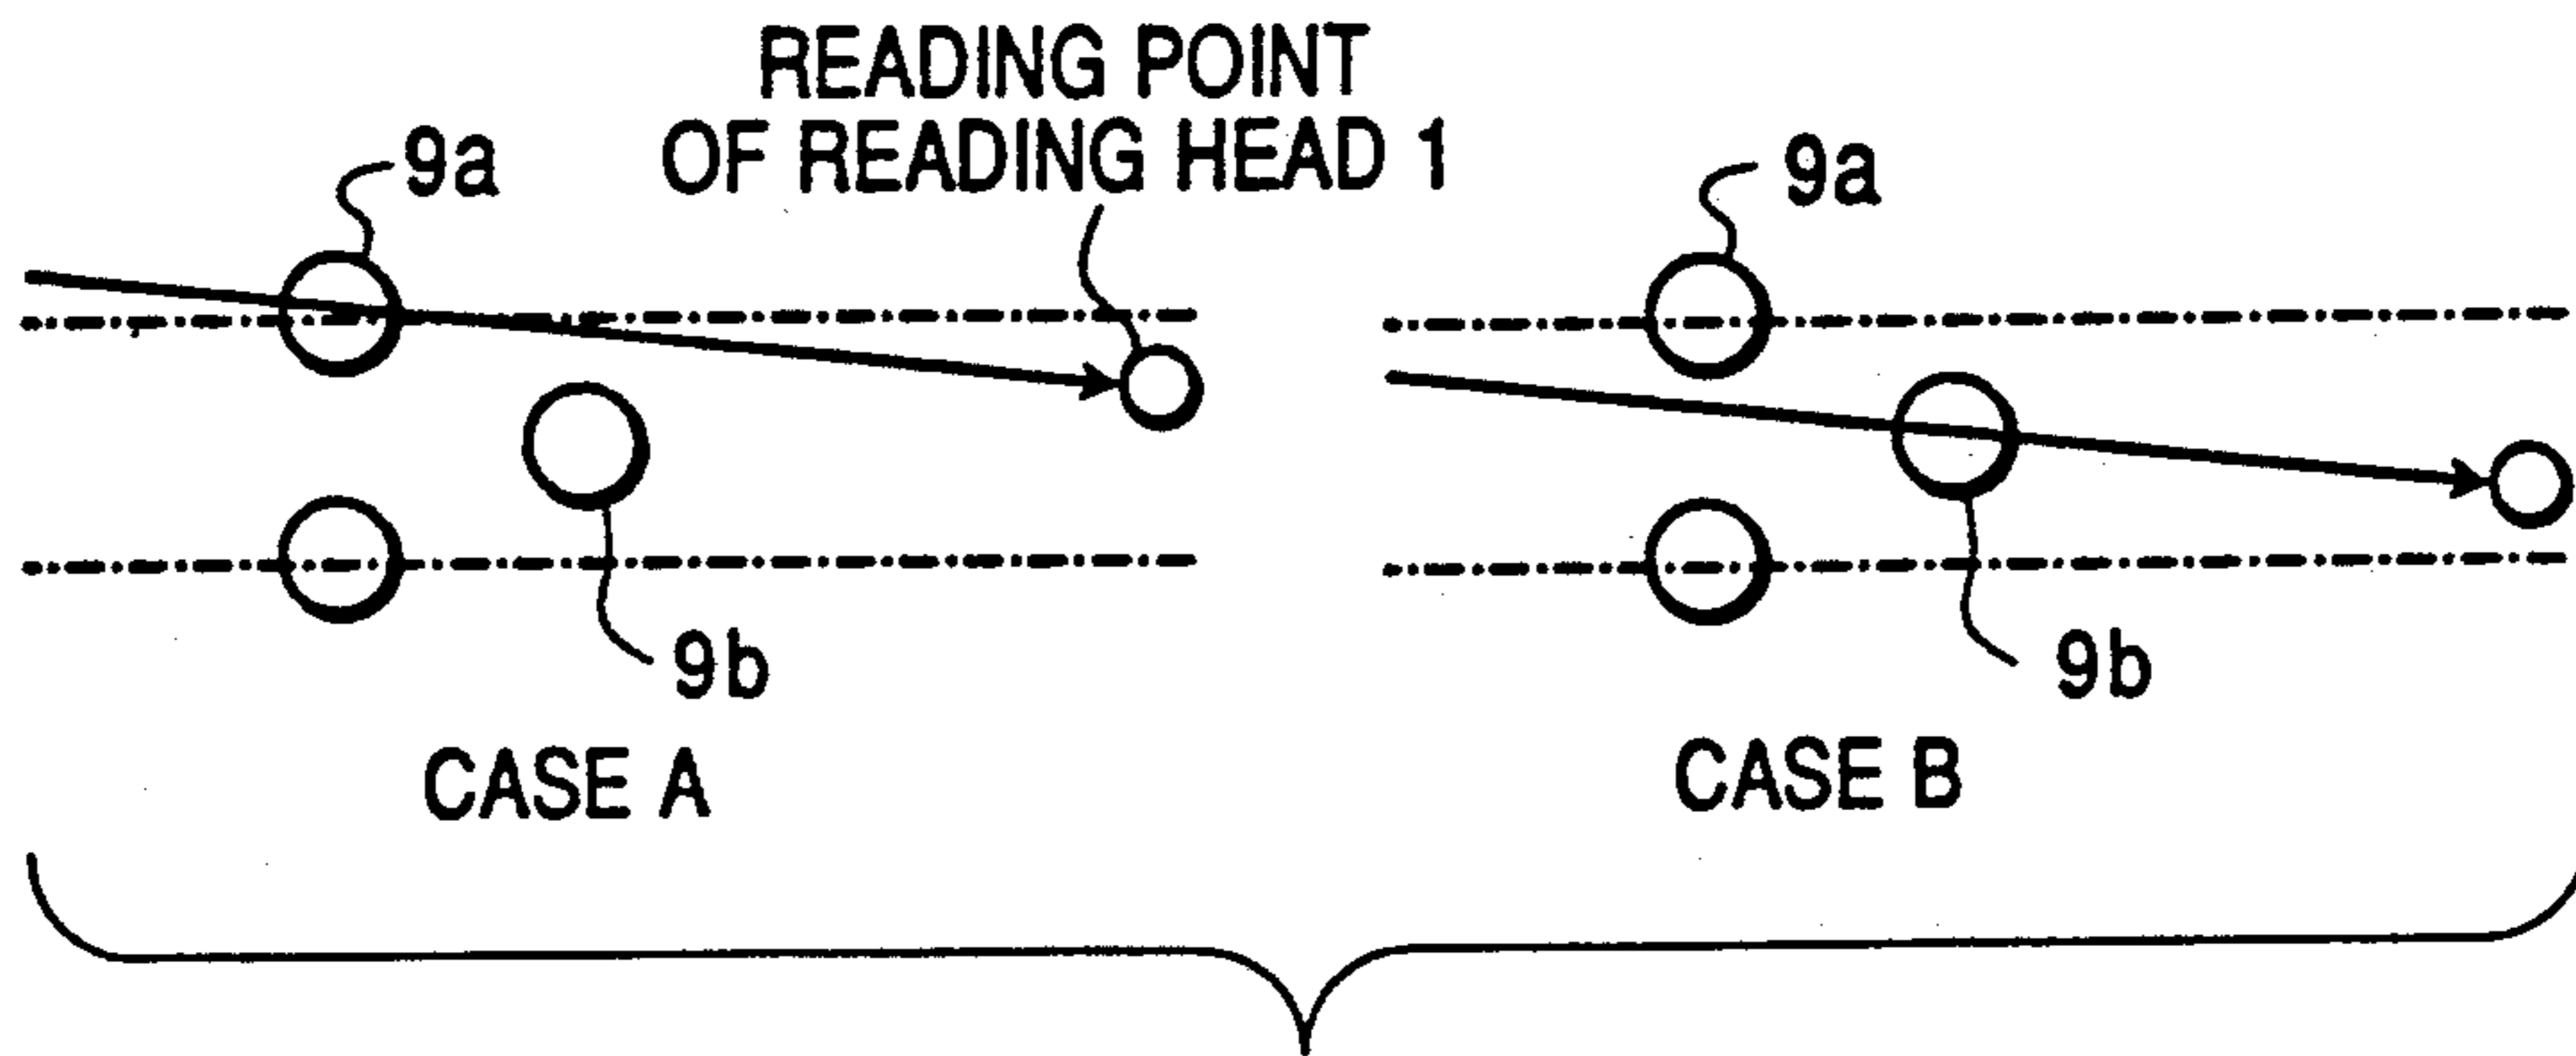 READING POINT
OF READING HEAD 1
9a
9a
9b
9b
CASE A
CASE B